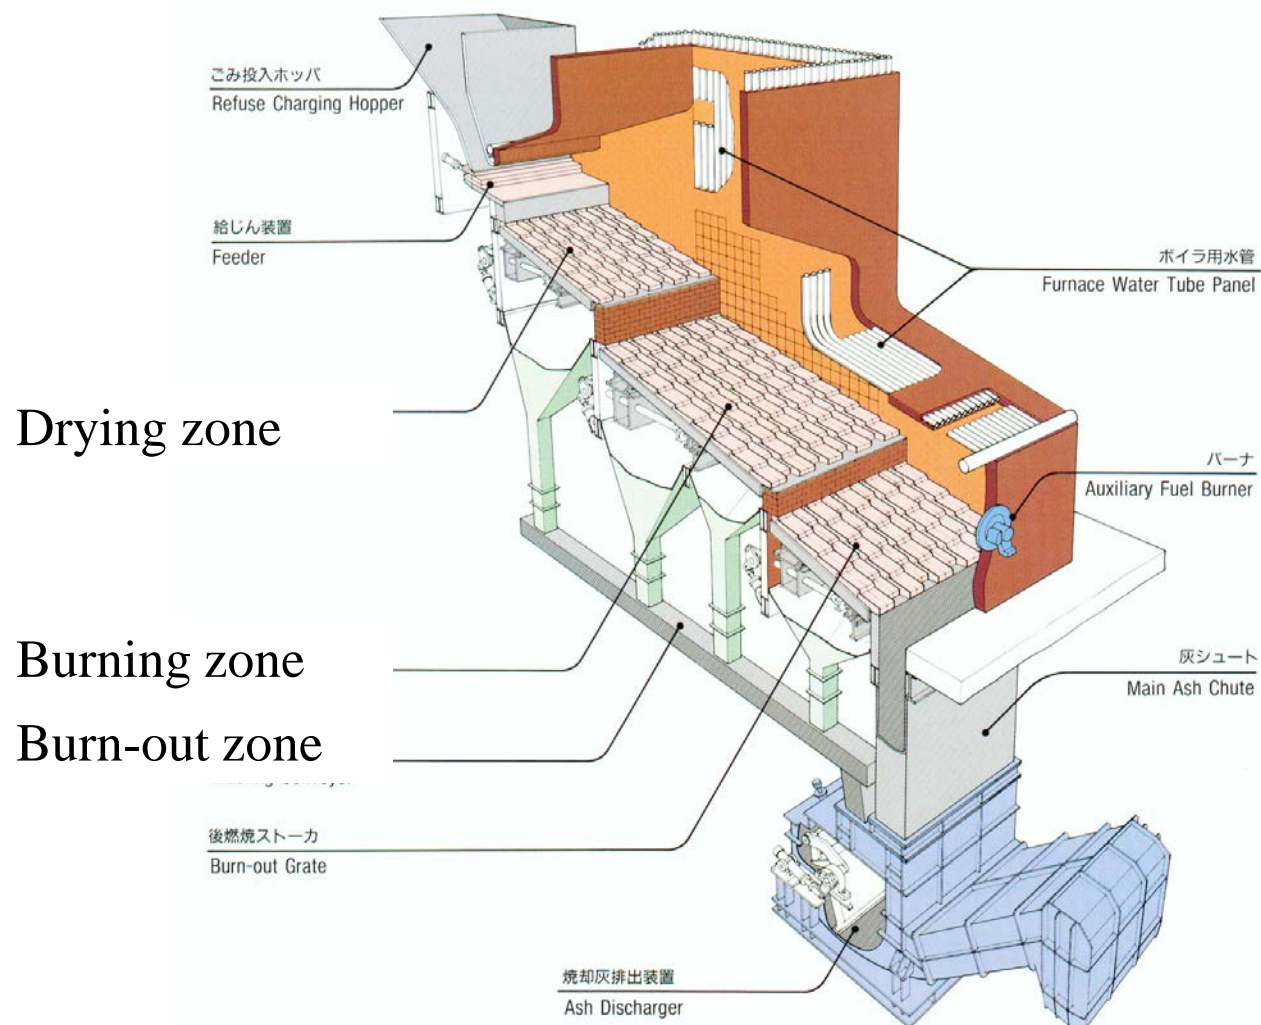 ごみ投入ホッパ
Refuse Charging Hopper
給じん装置
Feeder
ボイラ用水管
Furnace Water Tube Panel
Drying zone
バーナ
Auxiliary Fuel Burner
Burning zone
灰シュート
Main Ash Chute
Burn-out zone
後燃焼ストーカ
Burn-out Grate
焼却灰排出装置
Ash Discharger